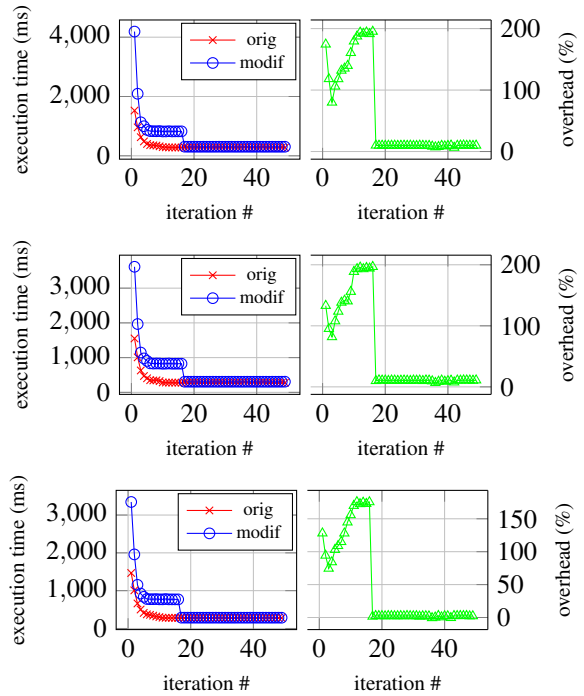 execution time (ms)
4,000
2,000
0
0
20
40
iteration #
orig
modif
200
100
0
overhead (%)
0
20
40
iteration #
execution time (ms)
3,000
2,000
1,000
0
0
20
40
iteration #
orig
modif
200
100
0
overhead (%)
0
20
40
iteration #
execution time (ms)
3,000
2,000
1,000
0
0
20
40
iteration #
orig
modif
150
100
50
0
overhead (%)
0
20
40
iteration #